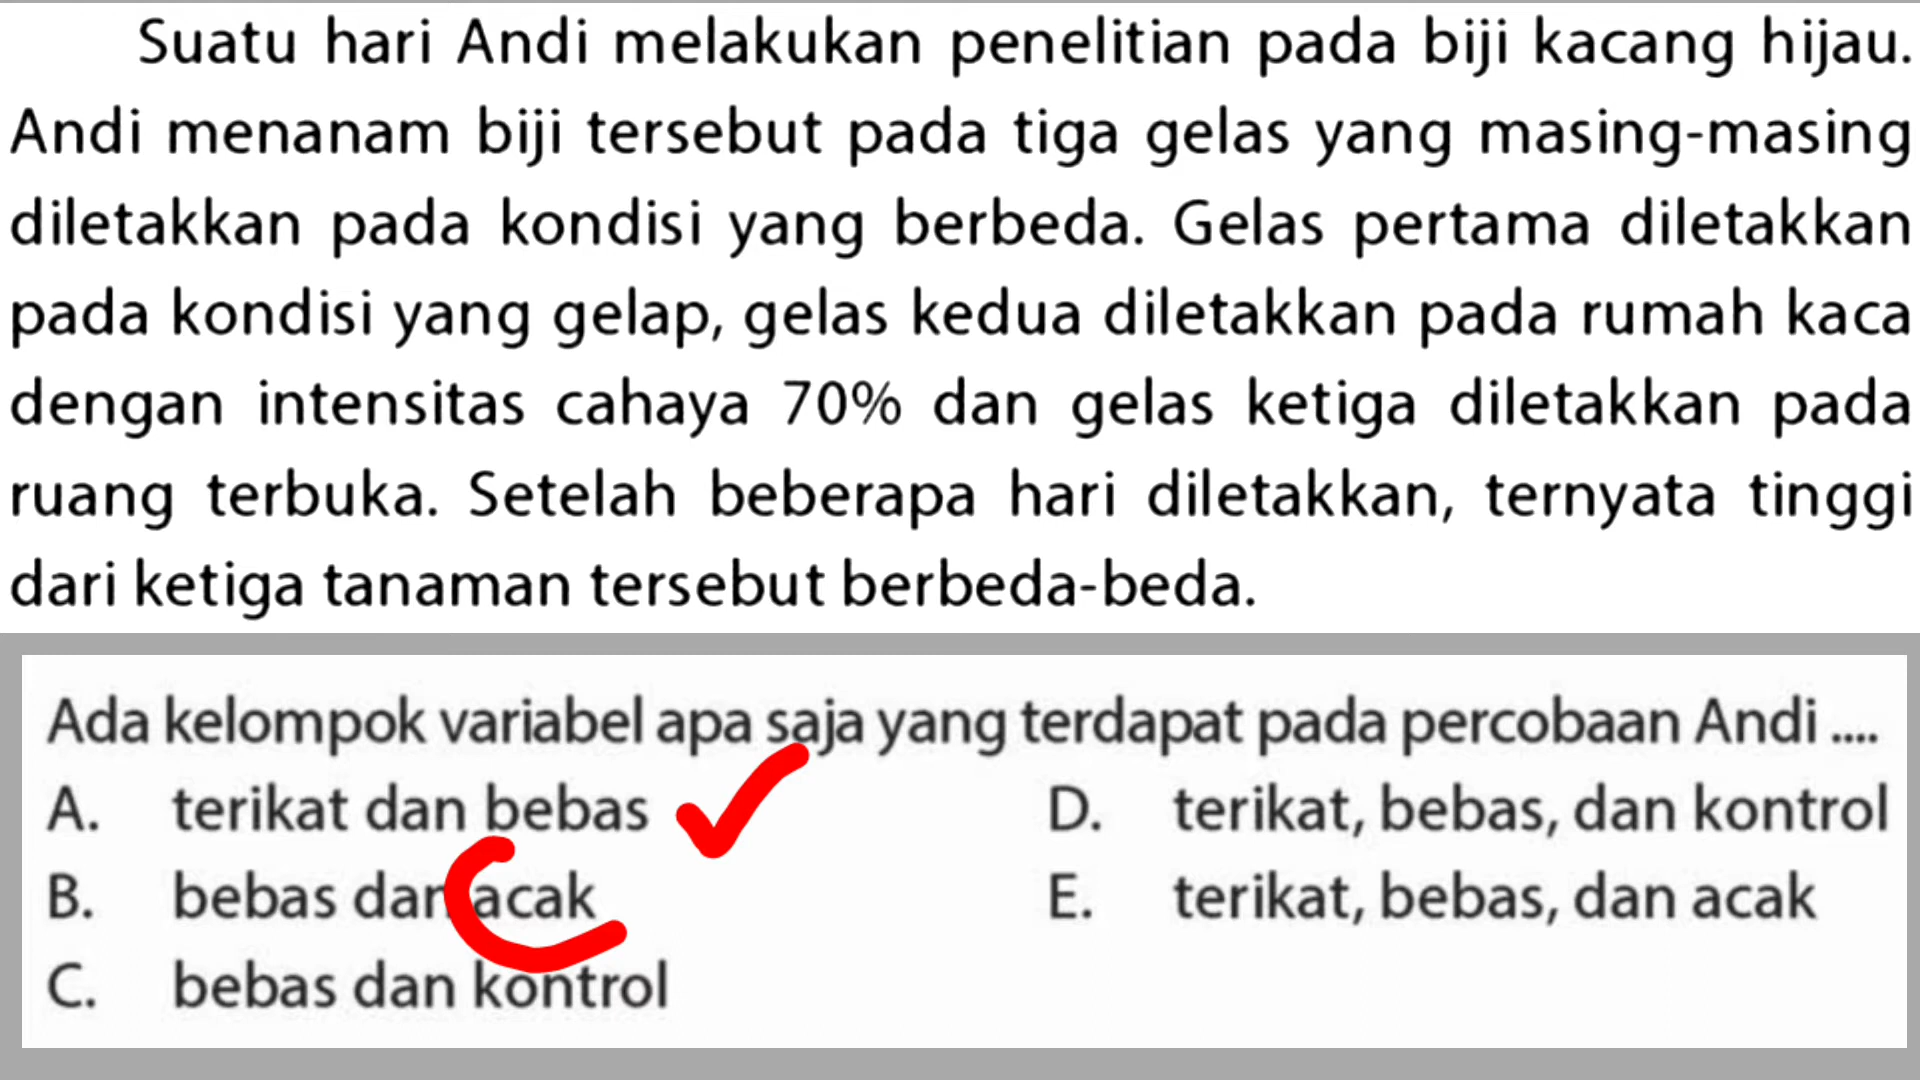 Suatu hari Andi melakukan penelitian pada biji kacang hijau.
Andi menanam biji tersebut pada tiga gelas yang masing-masing
diletakkan pada kondisi yang berbeda. Gelas pertama diletakkan
pada kondisi yang gelap, gelas kedua diletakkan pada rumah kaca
dengan intensitas cahaya 70% dan gelas ketiga diletakkan pada
ruang terbuka. Setelah beberapa hari diletakkan, ternyata tinggi
dari ketiga tanaman tersebut berbeda-beda.
Ada kelompok variabel apa saja yang terdapat pada percobaan Andi ....
A. terikat dan bebas
B. bebas dan acak
C. bebas dan kontrol
D. terikat, bebas, dan kontrol
E. terikat, bebas, dan acak